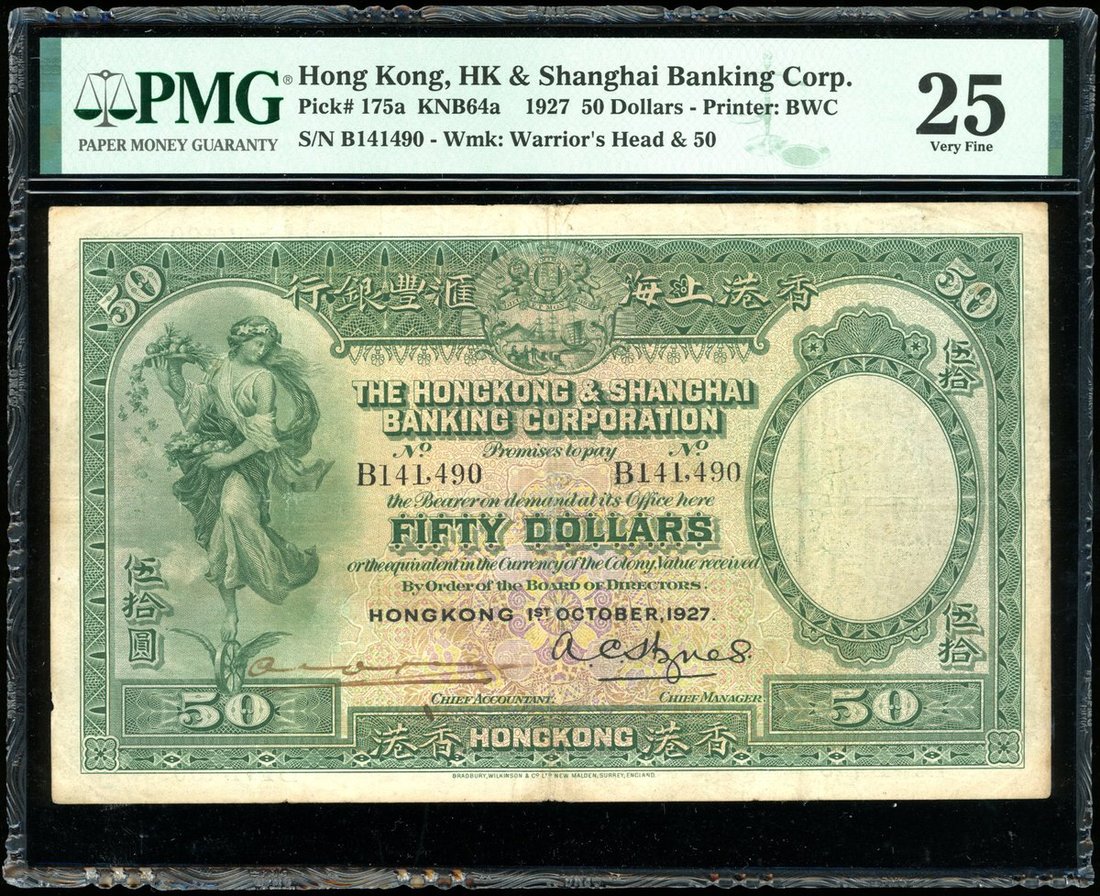 PMG®
PAPER MONEY GUARANTY
Hong Kong, HK & Shanghai Banking Corp.
Pick# 175a KNB64a 1927 50 Dollars - Printer: BWC
S/N B141490 - Wmk: Warrior's Head & 50
25
Very Fine
50
行銀豐滙 海上港香
50
伍拾
THE HONGKONG & SHANGHAI
BANKING CORPORATION
Nº Promises to pay Nº
B141,490 B141,490
the Bearer on demand at its Office here
FIFTY DOLLARS
or the equivalent in the Currency of the Colony, Value received
By Order of the BOARD OF DIRECTORS.
HONGKONG 1ST OCTOBER, 1927.
伍拾圓
伍拾
A.C. Hynes.
CHIEF ACCOUNTANT. CHIEF MANAGER.
50
50
港香 HONGKONG 港香
BRADBURY, WILKINSON & Cº Lᵀᴰ NEW MALDEN, SURREY, ENGLAND.